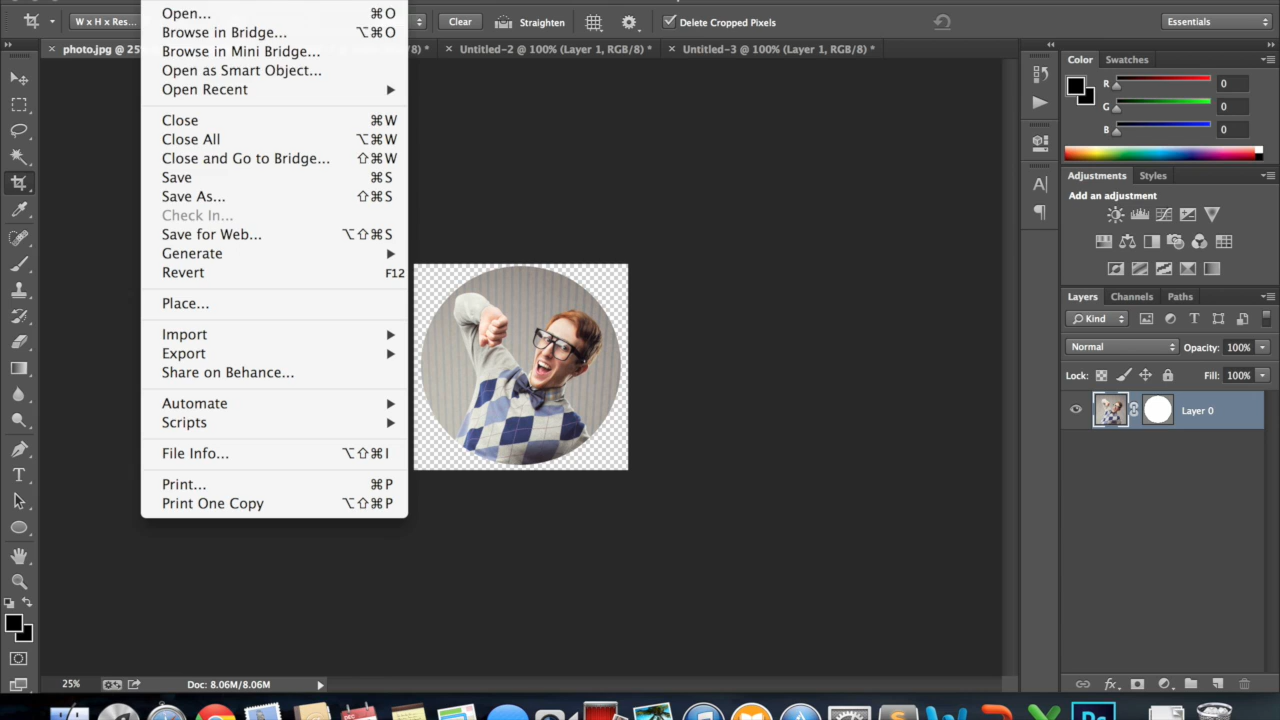 W x H x Res...
Clear
Straighten
Delete Cropped Pixels
Essentials
photo.jpg @ 25%
RGB/8) *
Untitled-2 @ 100% (Layer 1, RGB/8) *
Untitled-3 @ 100% (Layer 1, RGB/8) *
Open... ⌘O
Browse in Bridge... ⌥⌘O
Browse in Mini Bridge...
Open as Smart Object...
Open Recent
Close ⌘W
Close All ⌥⌘W
Close and Go to Bridge... ⇧⌘W
Save ⌘S
Save As... ⇧⌘S
Check In...
Save for Web... ⌥⇧⌘S
Generate
Revert F12
Place...
Import
Export
Share on Behance...
Automate
Scripts
File Info... ⌥⇧⌘I
Print... ⌘P
Print One Copy ⌥⇧⌘P
Color
Swatches
R 0
G 0
B 0
Adjustments
Styles
Add an adjustment
Layers
Channels
Paths
Kind
Normal
Opacity: 100%
Lock:
Fill: 100%
Layer 0
25%
Doc: 8.06M/8.06M